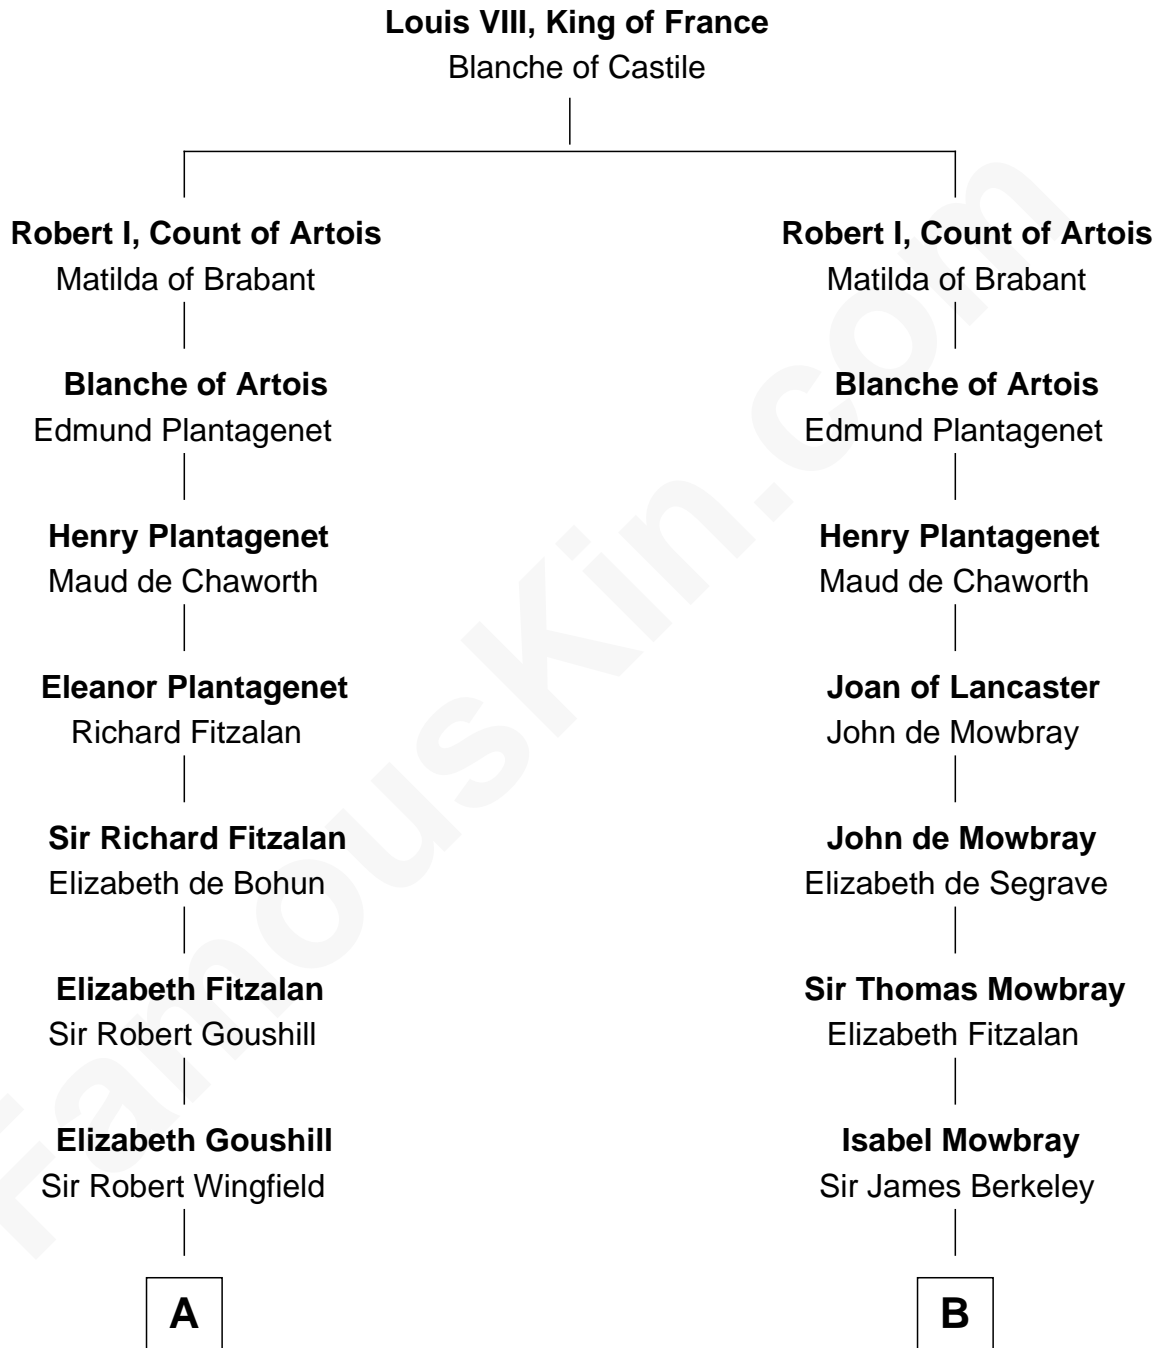 Louis VIII, King of France
Blanche of Castile
Robert I, Count of Artois
Matilda of Brabant
Robert I, Count of Artois
Matilda of Brabant
Blanche of Artois
Edmund Plantagenet
Blanche of Artois
Edmund Plantagenet
Henry Plantagenet
Maud de Chaworth
Henry Plantagenet
Maud de Chaworth
Eleanor Plantagenet
Richard Fitzalan
Joan of Lancaster
John de Mowbray
Sir Richard Fitzalan
Elizabeth de Bohun
John de Mowbray
Elizabeth de Segrave
Elizabeth Fitzalan
Sir Robert Goushill
Sir Thomas Mowbray
Elizabeth Fitzalan
Elizabeth Goushill
Sir Robert Wingfield
Isabel Mowbray
Sir James Berkeley
A
B
FamousKin.com